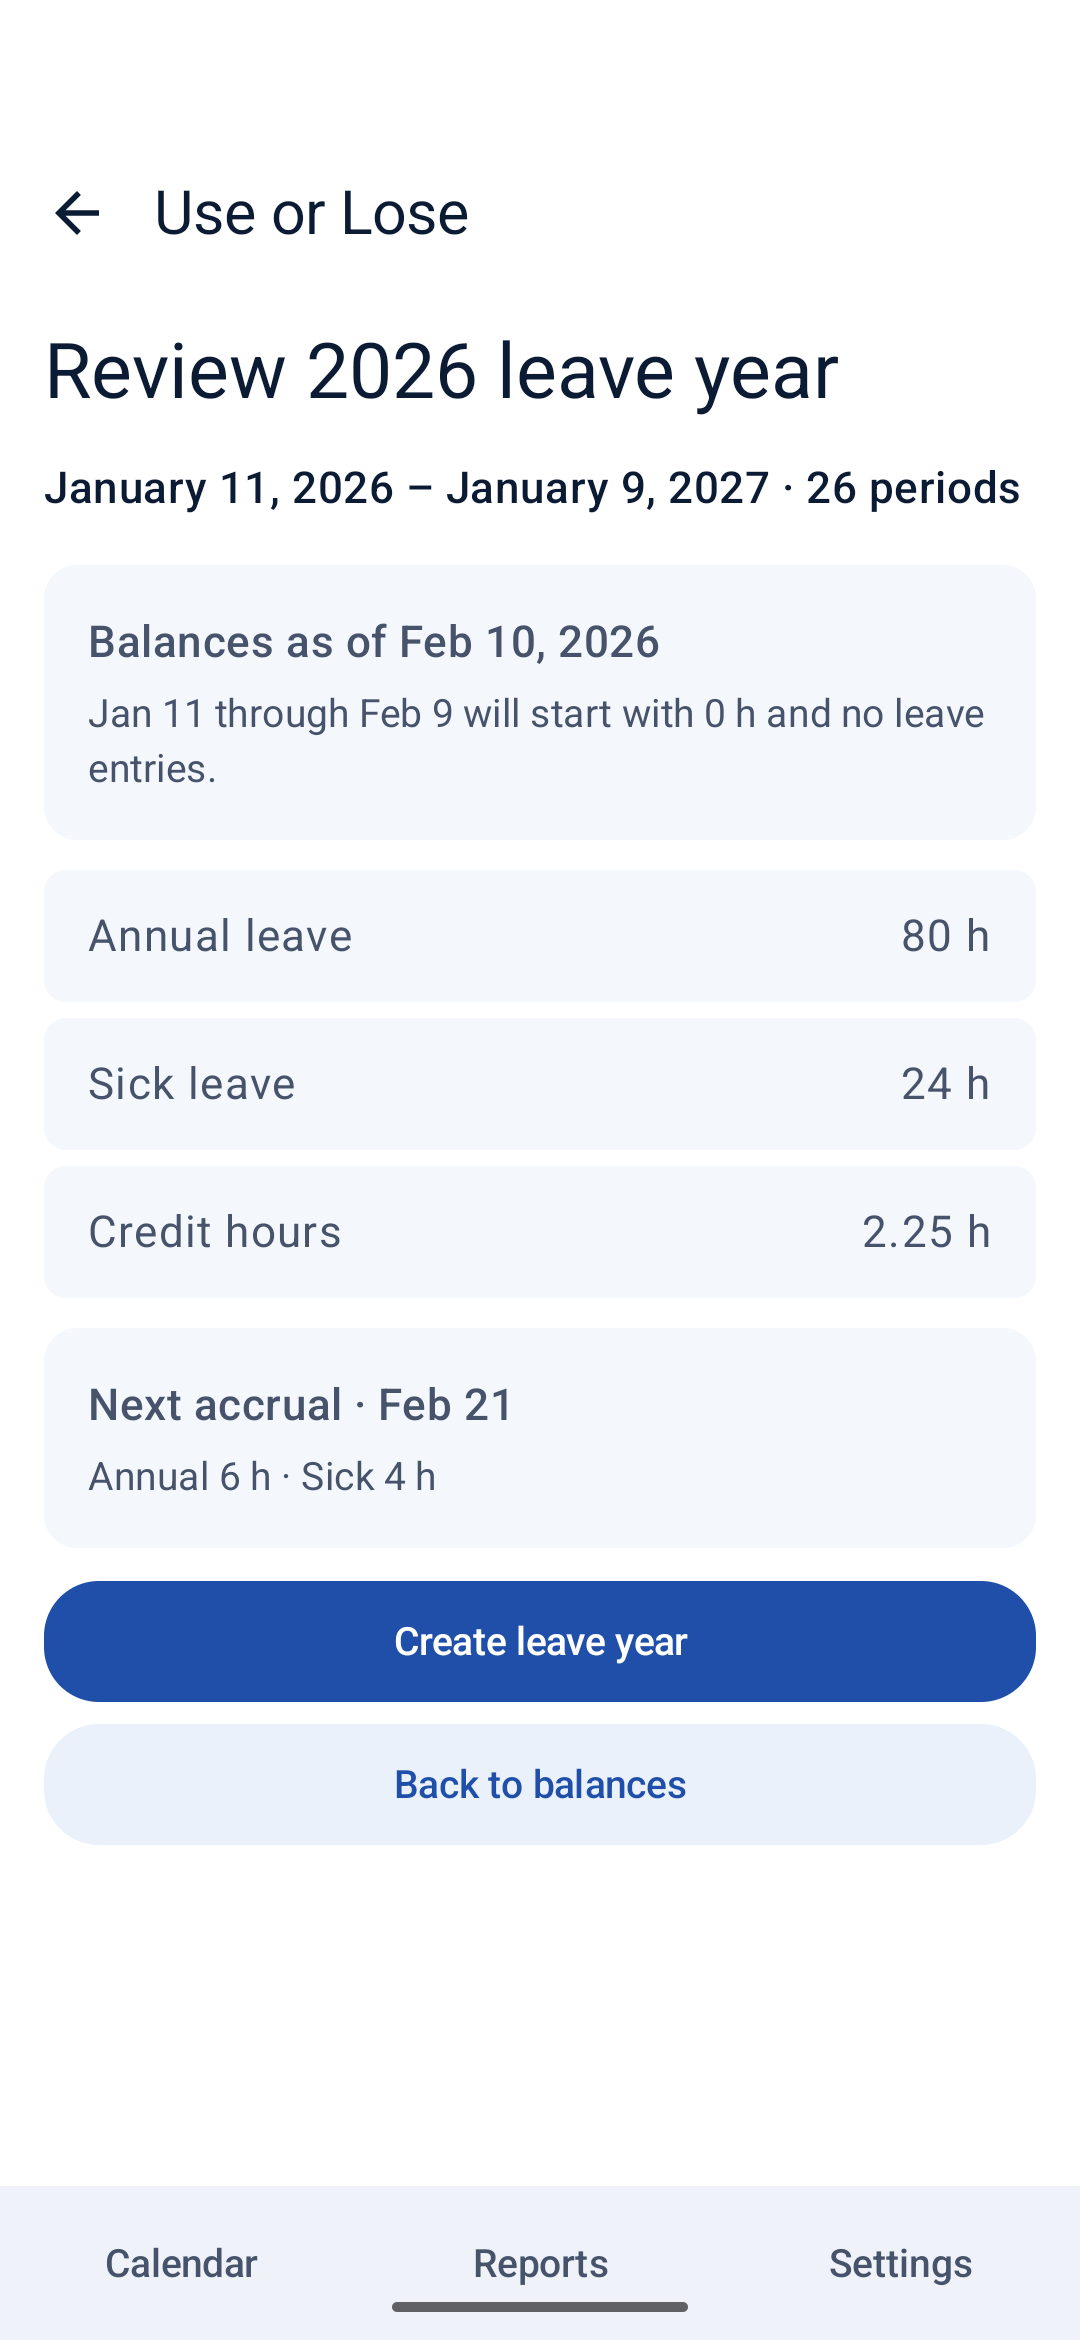 Use or Lose
Review 2026 leave year
January 11, 2026 – January 9, 2027 · 26 periods
Balances as of Feb 10, 2026
Jan 11 through Feb 9 will start with 0 h and no leave
entries.
Annual leave 80 h
Sick leave 24 h
Credit hours 2.25 h
Next accrual · Feb 21
Annual 6 h · Sick 4 h
Create leave year
Back to balances
Calendar Reports Settings